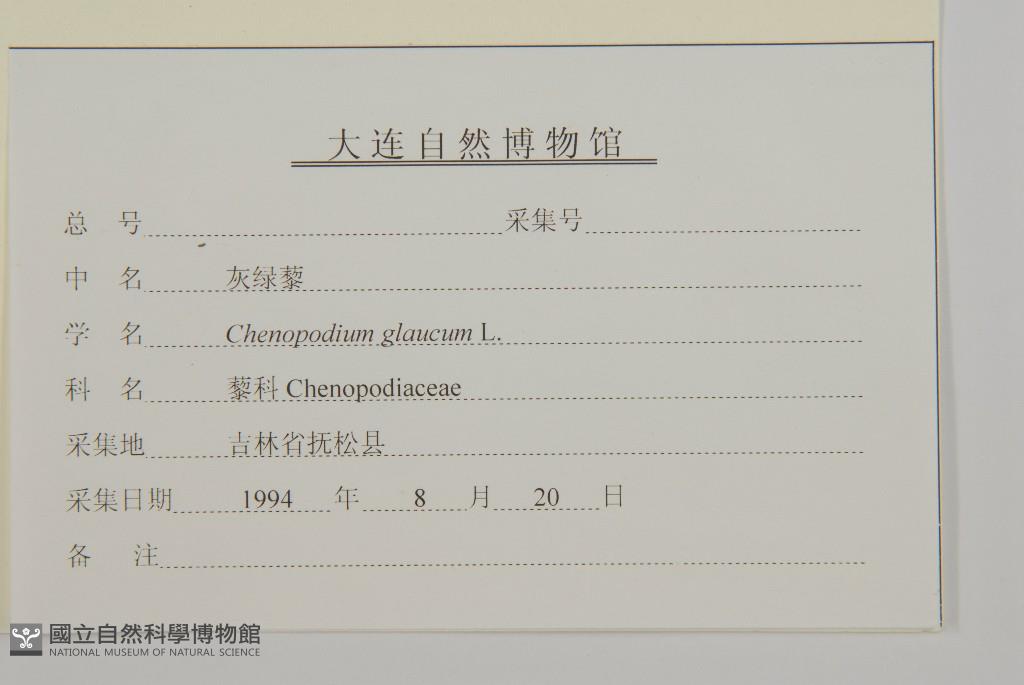 大连自然博物馆
总 号 采集号
中 名 灰绿藜
学 名 Chenopodium glaucum L.
科 名 藜科 Chenopodiaceae
采集地 吉林省抚松县
采集日期 1994 年 8 月 20 日
备 注
國立自然科學博物館
NATIONAL MUSEUM OF NATURAL SCIENCE